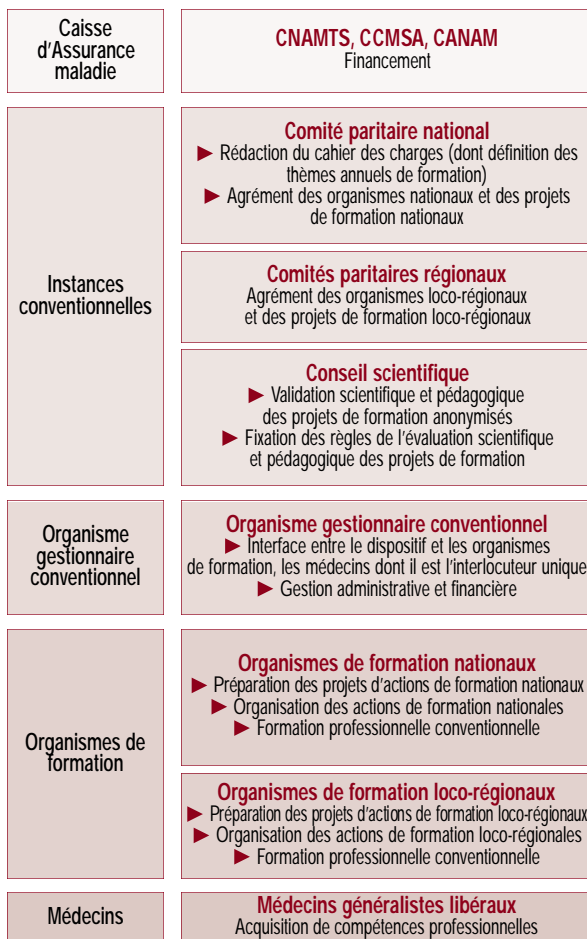 Caisse
d'Assurance
maladie
CNAMTS, CCMSA, CANAM
Financement
Instances
conventionnelles
Comité paritaire national
► Rédaction du cahier des charges (dont définition des
thèmes annuels de formation)
► Agrément des organismes nationaux et des projets
de formation nationaux
Comités paritaires régionaux
Agrément des organismes loco-régionaux
et des projets de formation loco-régionaux
Conseil scientifique
► Validation scientifique et pédagogique
des projets de formation anonymisés
► Fixation des règles de l'évaluation scientifique
et pédagogique des projets de formation
Organisme
gestionnaire
conventionnel
Organisme gestionnaire conventionnel
► Interface entre le dispositif et les organismes
de formation, les médecins dont il est l'interlocuteur unique
► Gestion administrative et financière
Organismes de
formation
Organismes de formation nationaux
► Préparation des projets d'actions de formation nationaux
► Organisation des actions de formation nationales
► Formation professionnelle conventionnelle
Organismes de formation loco-régionaux
► Préparation des projets d'actions de formation loco-régionaux
► Organisation des actions de formation loco-régionales
► Formation professionnelle conventionnelle
Médecins
Médecins généralistes libéraux
Acquisition de compétences professionnelles